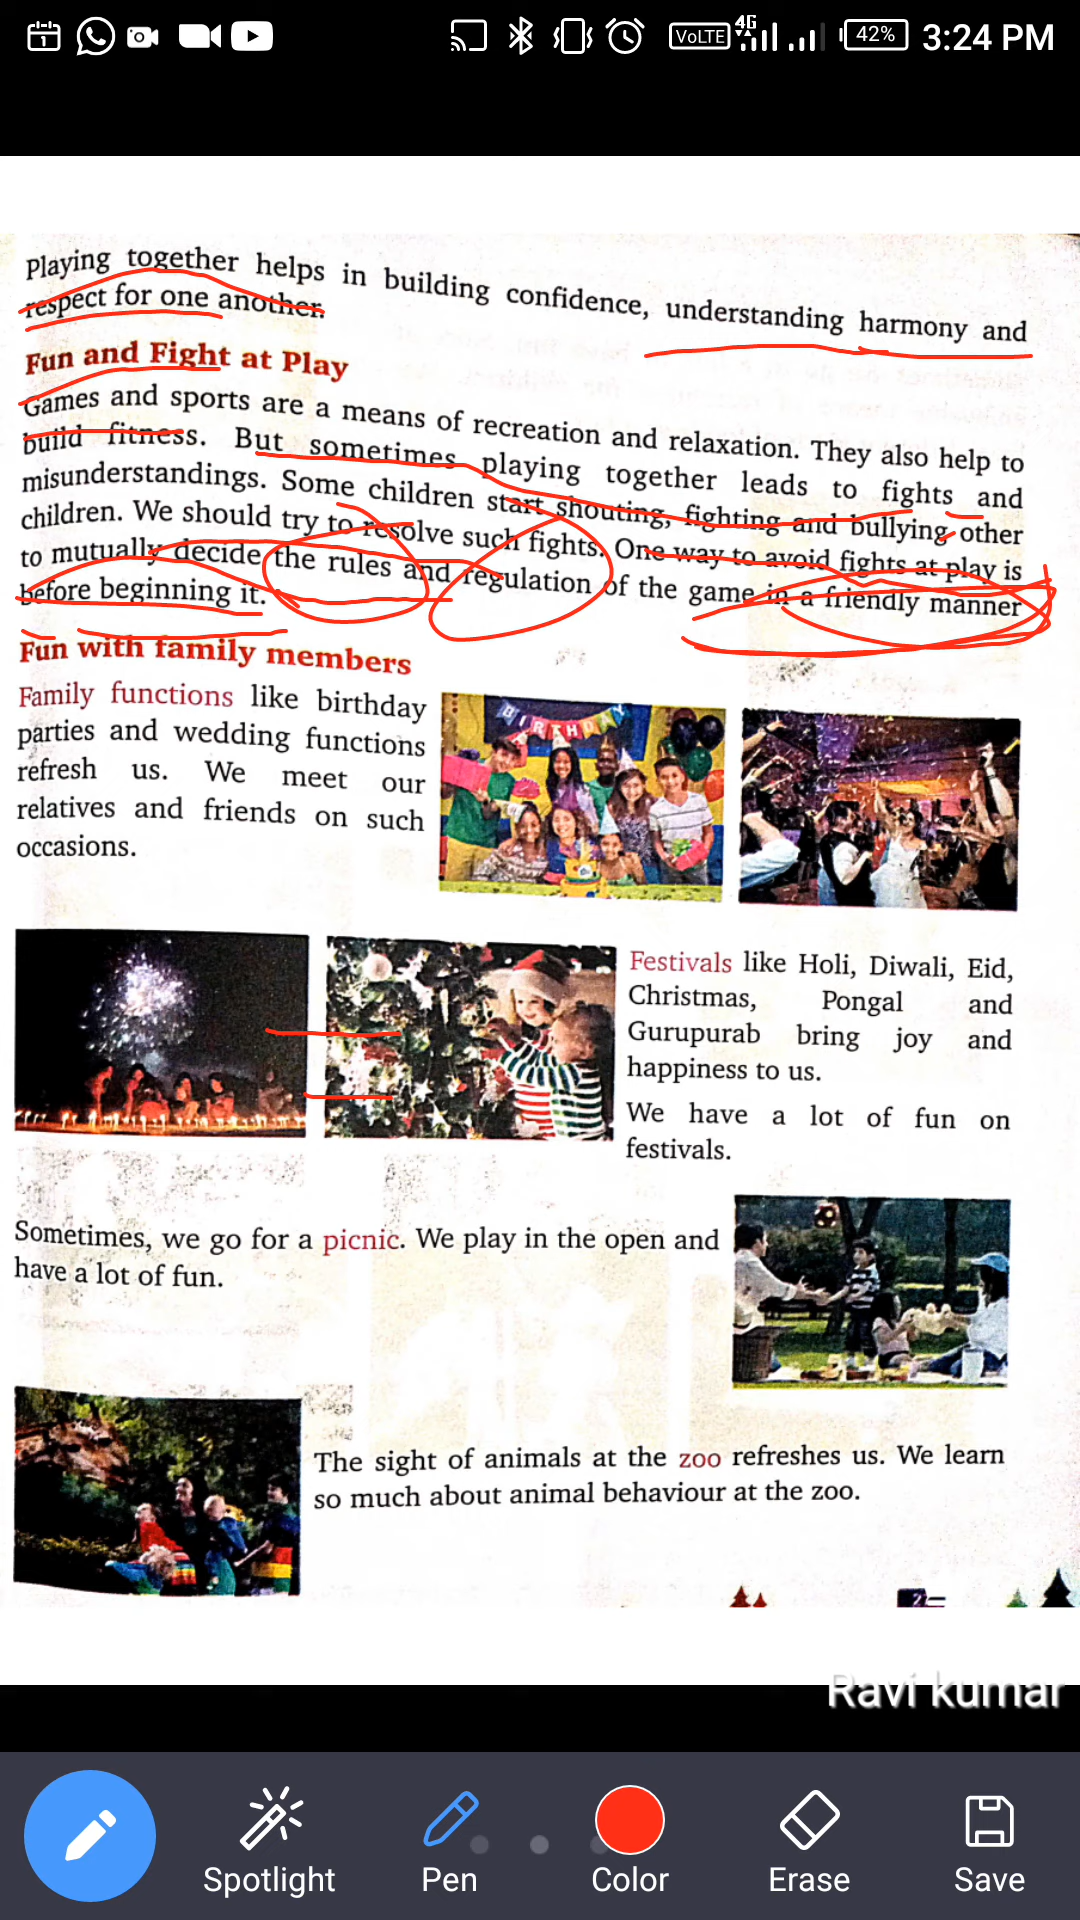 1
VoLTE
4G
42%
3:24 PM
Playing together helps in building confidence, understanding harmony and
respect for one another.
Fun and Fight at Play
Games and sports are a means of recreation and relaxation. They also help to
build fitness. But sometimes playing together leads to fights and
misunderstandings. Some children start shouting, fighting and bullying other
children. We should try to resolve such fights. One way to avoid fights at play is
to mutually decide the rules and regulation of the game in a friendly manner
before beginning it.
Fun with family members
Family functions like birthday
parties and wedding functions
refresh us. We meet our
relatives and friends on such
occasions.
BIRTHDAY
Festivals like Holi, Diwali, Eid,
Christmas, Pongal and
Gurupurab bring joy and
happiness to us.
We have a lot of fun on
festivals.
Sometimes, we go for a picnic. We play in the open and
have a lot of fun.
The sight of animals at the zoo refreshes us. We learn
so much about animal behaviour at the zoo.
Ravi kumar
Spotlight
Pen
Color
Erase
Save